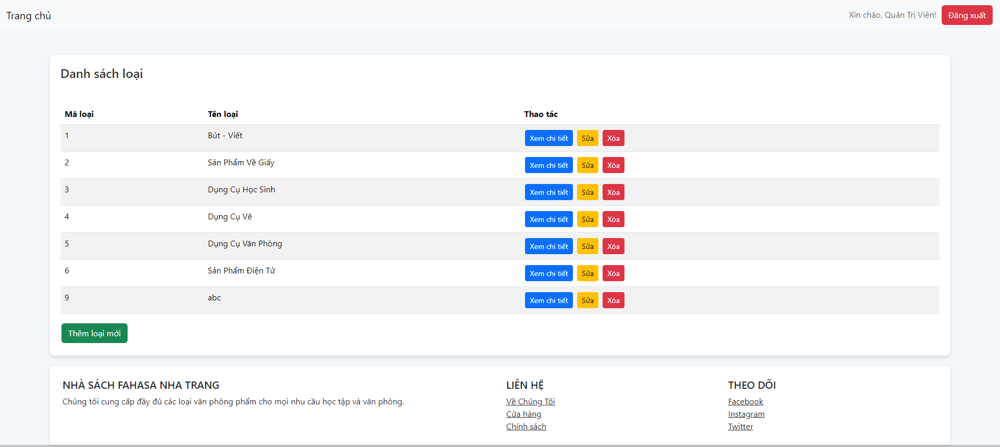 Trang chủ Xin chào, Quản Trị Viên! Đăng xuất
Danh sách loại
Mã loại Tên loại Thao tác
1 Bút - Viết Xem chi tiết Sửa Xóa
2 Sản Phẩm Về Giấy Xem chi tiết Sửa Xóa
3 Dụng Cụ Học Sinh Xem chi tiết Sửa Xóa
4 Dụng Cụ Vẽ Xem chi tiết Sửa Xóa
5 Dụng Cụ Văn Phòng Xem chi tiết Sửa Xóa
6 Sản Phẩm Điện Tử Xem chi tiết Sửa Xóa
9 abc Xem chi tiết Sửa Xóa
Thêm loại mới
NHÀ SÁCH FAHASA NHA TRANG
Chúng tôi cung cấp đầy đủ các loại văn phòng phẩm cho mọi nhu cầu học tập và văn phòng.
LIÊN HỆ
Về Chúng Tôi
Cửa hàng
Chính sách
THEO DÕI
Facebook
Instagram
Twitter